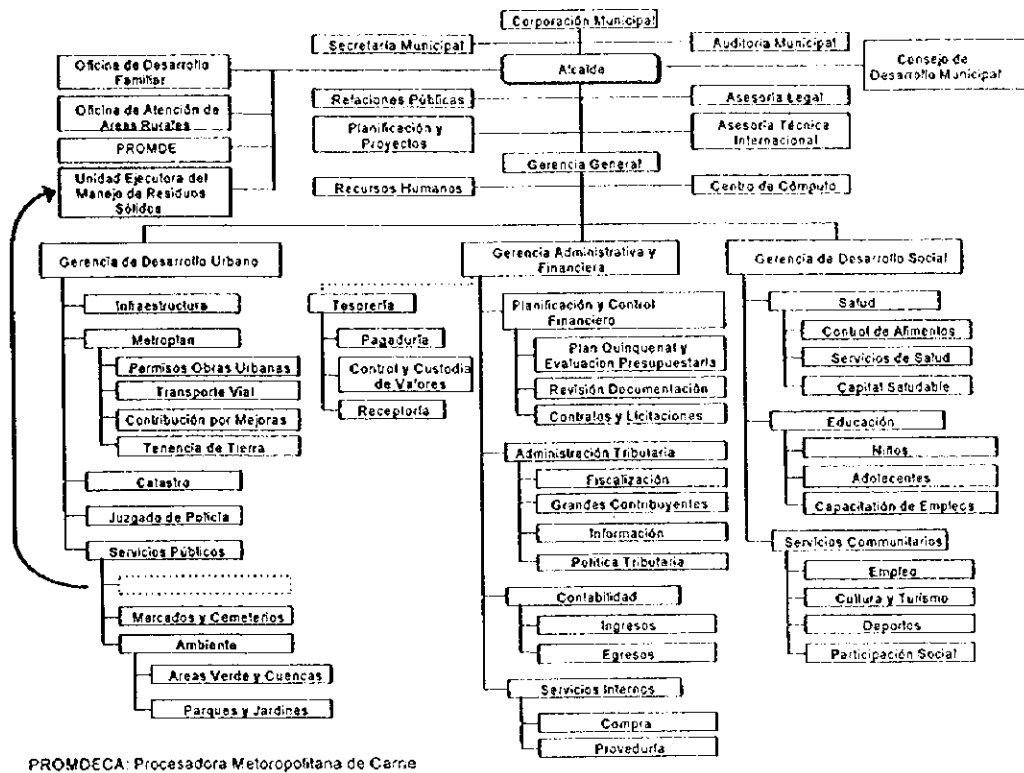 Corporación Municipal
Secretaría Municipal
Auditoria Municipal
Oficina de Desarrollo
Familiar
Alcalde
Consejo de
Desarrollo Municipal
Oficina de Atención de
Areas Rurales
Relaciones Públicas
Asesoría Legal
PROMDE
Planificación y
Proyectos
Asesoría Técnica
Internacional
Unidad Ejecutora del
Manejo de Residuos
Sólidos
Gerencia General
Recursos Humanos
Centro de Cómputo
Gerencia de Desarrollo Urbano
Gerencia Administrativa y
Financiera
Gerencia de Desarrollo Social
Infraestructura
Metroplan
Permisos Obras Urbanas
Transporte Vial
Contribución por Mejoras
Tenencia de Tierra
Catastro
Juzgado de Policía
Servicios Públicos
Mercados y Cemeterios
Ambiente
Areas Verde y Cuencas
Parques y Jardines
Tesorería
Pagaduría
Control y Custodia
de Valores
Receptoría
Planificación y Control
Financiero
Plan Quinquenal y
Evaluacion Presupuestaria
Revisión Documentación
Contratos y Licitaciones
Administración Tributaria
Fiscalización
Grandes Contribuyentes
Información
Política Tributaria
Contabilidad
Ingresos
Egresos
Servicios Internos
Compra
Proveduría
Salud
Control de Alimentos
Servicios de Salud
Capital Saludable
Educación
Niños
Adolecentes
Capacitatión de Empleos
Servicios Communitarios
Empleo
Cultura y Turismo
Deportos
Participación Social
PROMDECA: Procesadora Metoropolitana de Carne